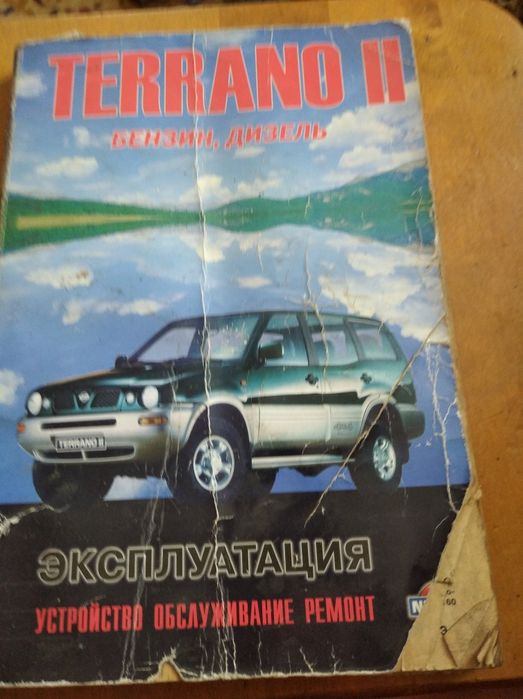 TERRANO II
БЕНЗИН, ДИЗЕЛЬ
TERRANO II
ЭКСПЛУАТАЦИЯ
УСТРОЙСТВО ОБСЛУЖИВАНИЕ РЕМОНТ